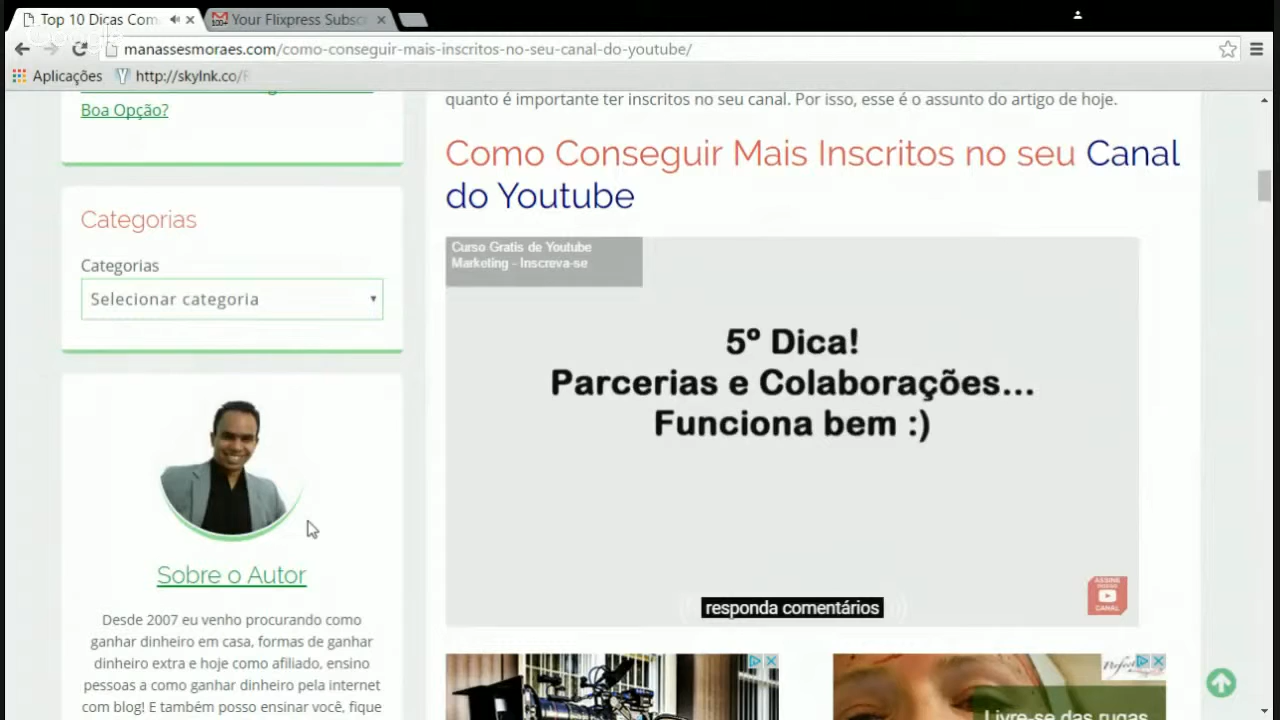 Top 10 Dicas Com
Your Flixpress Subsc
manassesmoraes.com/como-conseguir-mais-inscritos-no-seu-canal-do-youtube/
Aplicações
http://skylnk.co/
Boa Opção?
quanto é importante ter inscritos no seu canal. Por isso, esse é o assunto do artigo de hoje.
Como Conseguir Mais Inscritos no seu Canal
do Youtube
Categorias
Categorias
Selecionar categoria
Curso Gratis de Youtube
Marketing - Inscreva-se
5º Dica!
Parcerias e Colaborações...
Funciona bem :)
ASSINE
NOSSO
CANAL
responda comentários
Sobre o Autor
Desde 2007 eu venho procurando como
ganhar dinheiro em casa, formas de ganhar
dinheiro extra e hoje como afiliado, ensino
pessoas a como ganhar dinheiro pela internet
com blog! E também posso ensinar você, fique
Livre-se das rugas